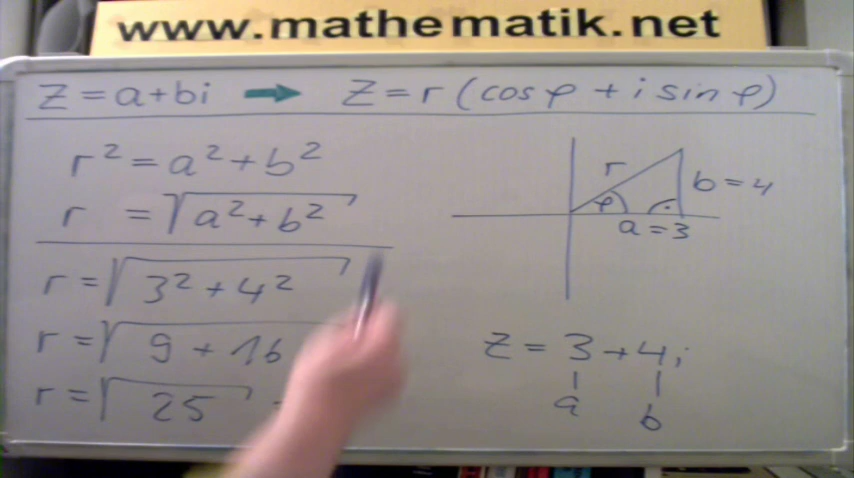 www.mathematik.net
z = a + bi → z = r (cos φ + i sin φ)
r² = a² + b²
r = √a² + b²
r = √3² + 4²
r = √9 + 16
r = √25
r
φ
b = 4
a = 3
z = 3 + 4i
a b